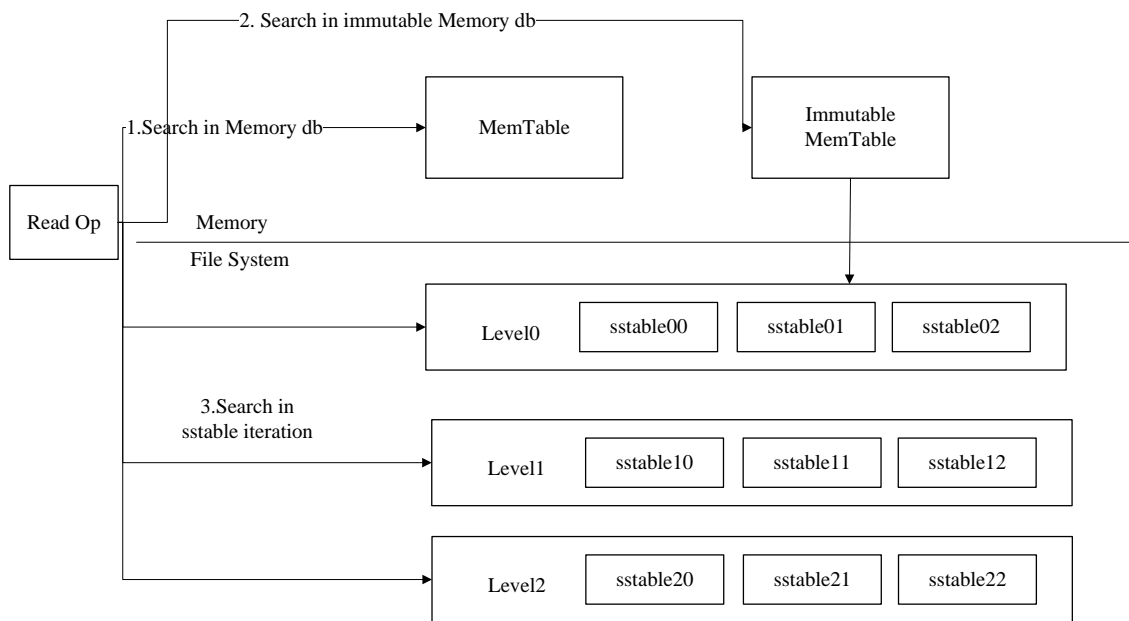 2. Search in immutable Memory db
1.Search in Memory db
MemTable
Immutable
MemTable
Read Op
Memory
File System
Level0
sstable00
sstable01
sstable02
3.Search in
sstable iteration
Level1
sstable10
sstable11
sstable12
Level2
sstable20
sstable21
sstable22